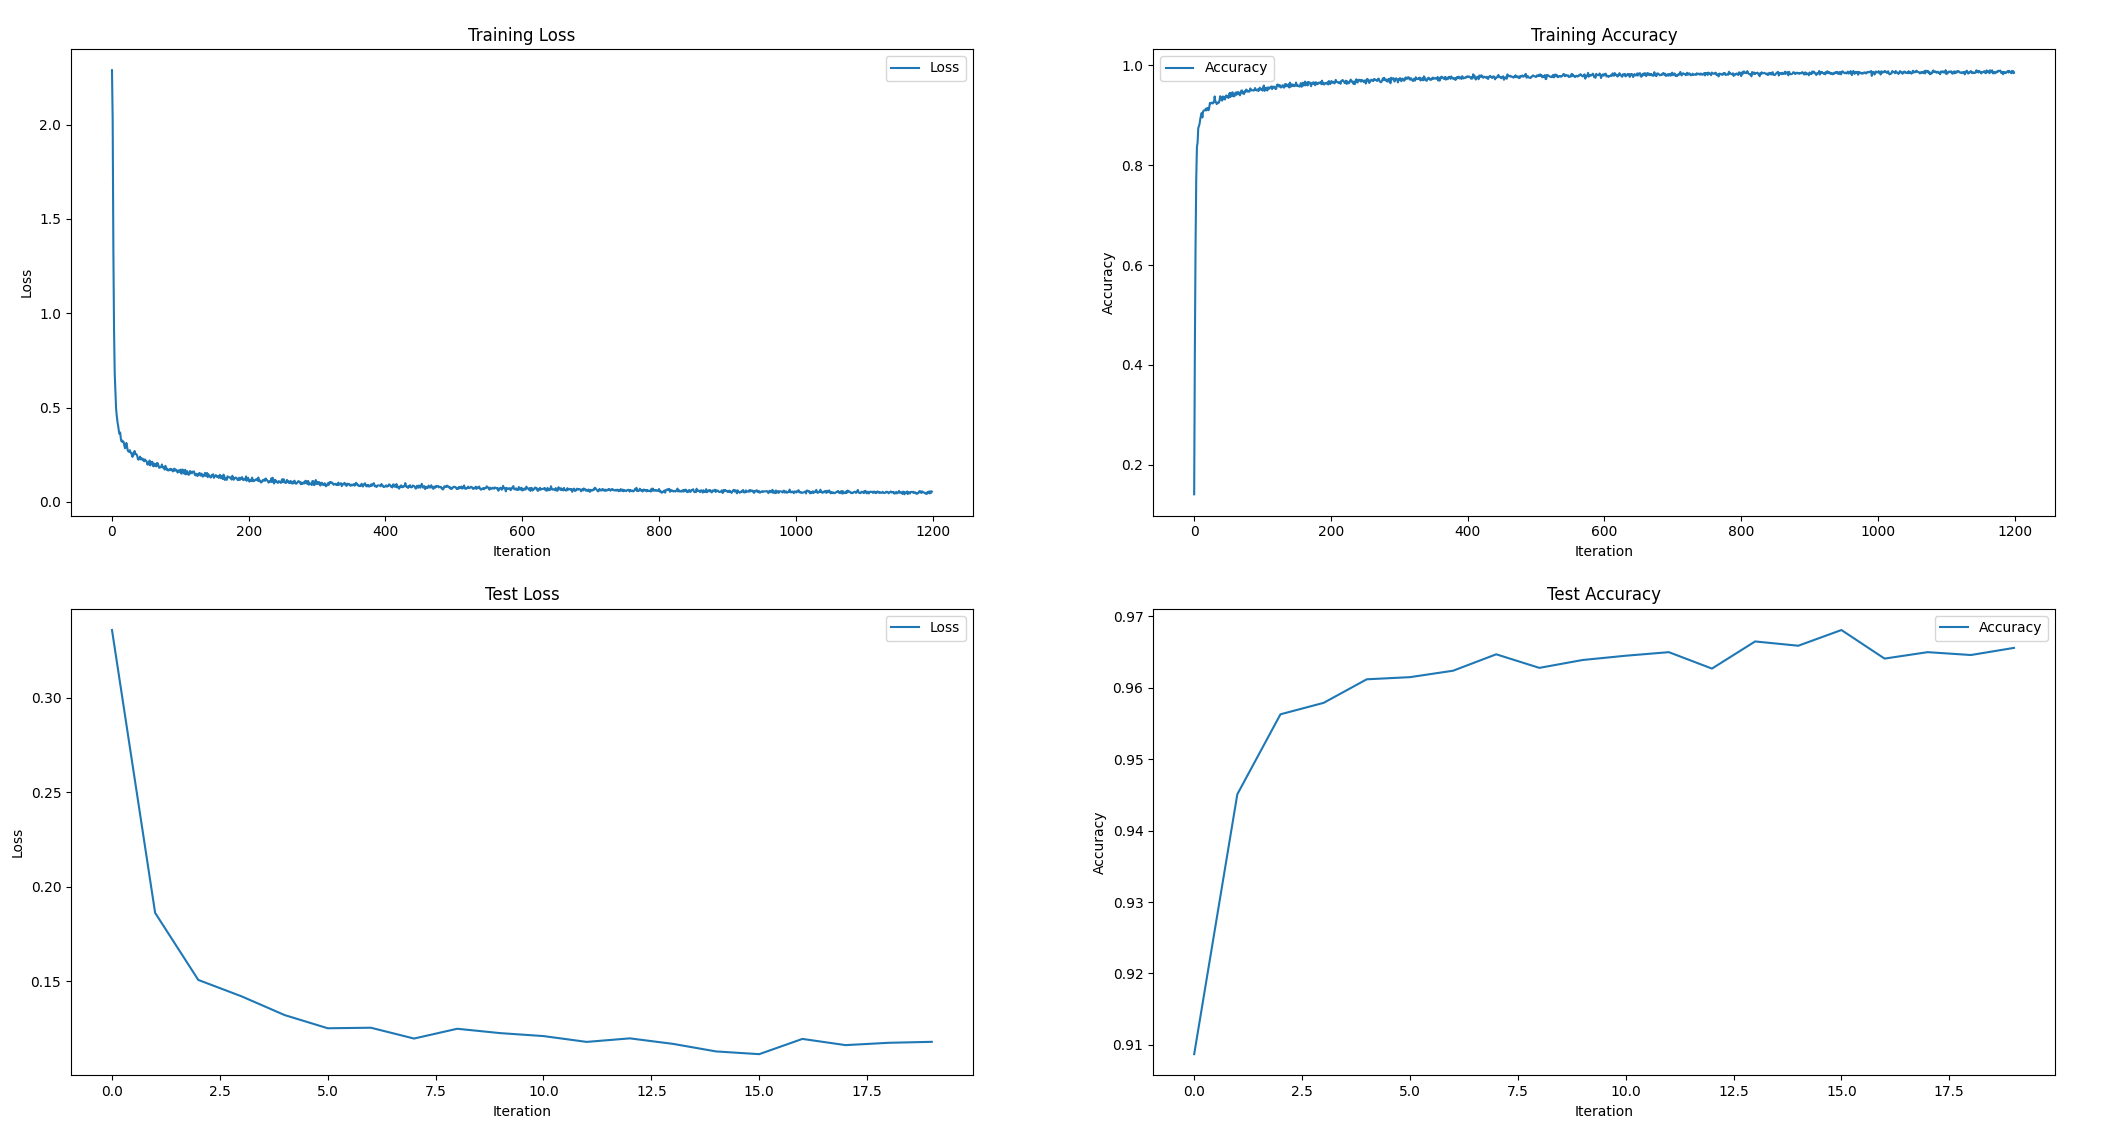 Training Loss
Loss
2.0
1.5
1.0
0.5
0.0
Loss
0 200 400 600 800 1000 1200
Iteration
Training Accuracy
Accuracy
1.0
0.8
0.6
0.4
0.2
Accuracy
0 200 400 600 800 1000 1200
Iteration
Test Loss
Loss
0.30
0.25
0.20
0.15
Loss
0.0 2.5 5.0 7.5 10.0 12.5 15.0 17.5
Iteration
Test Accuracy
Accuracy
0.97
0.96
0.95
0.94
0.93
0.92
0.91
Accuracy
0.0 2.5 5.0 7.5 10.0 12.5 15.0 17.5
Iteration